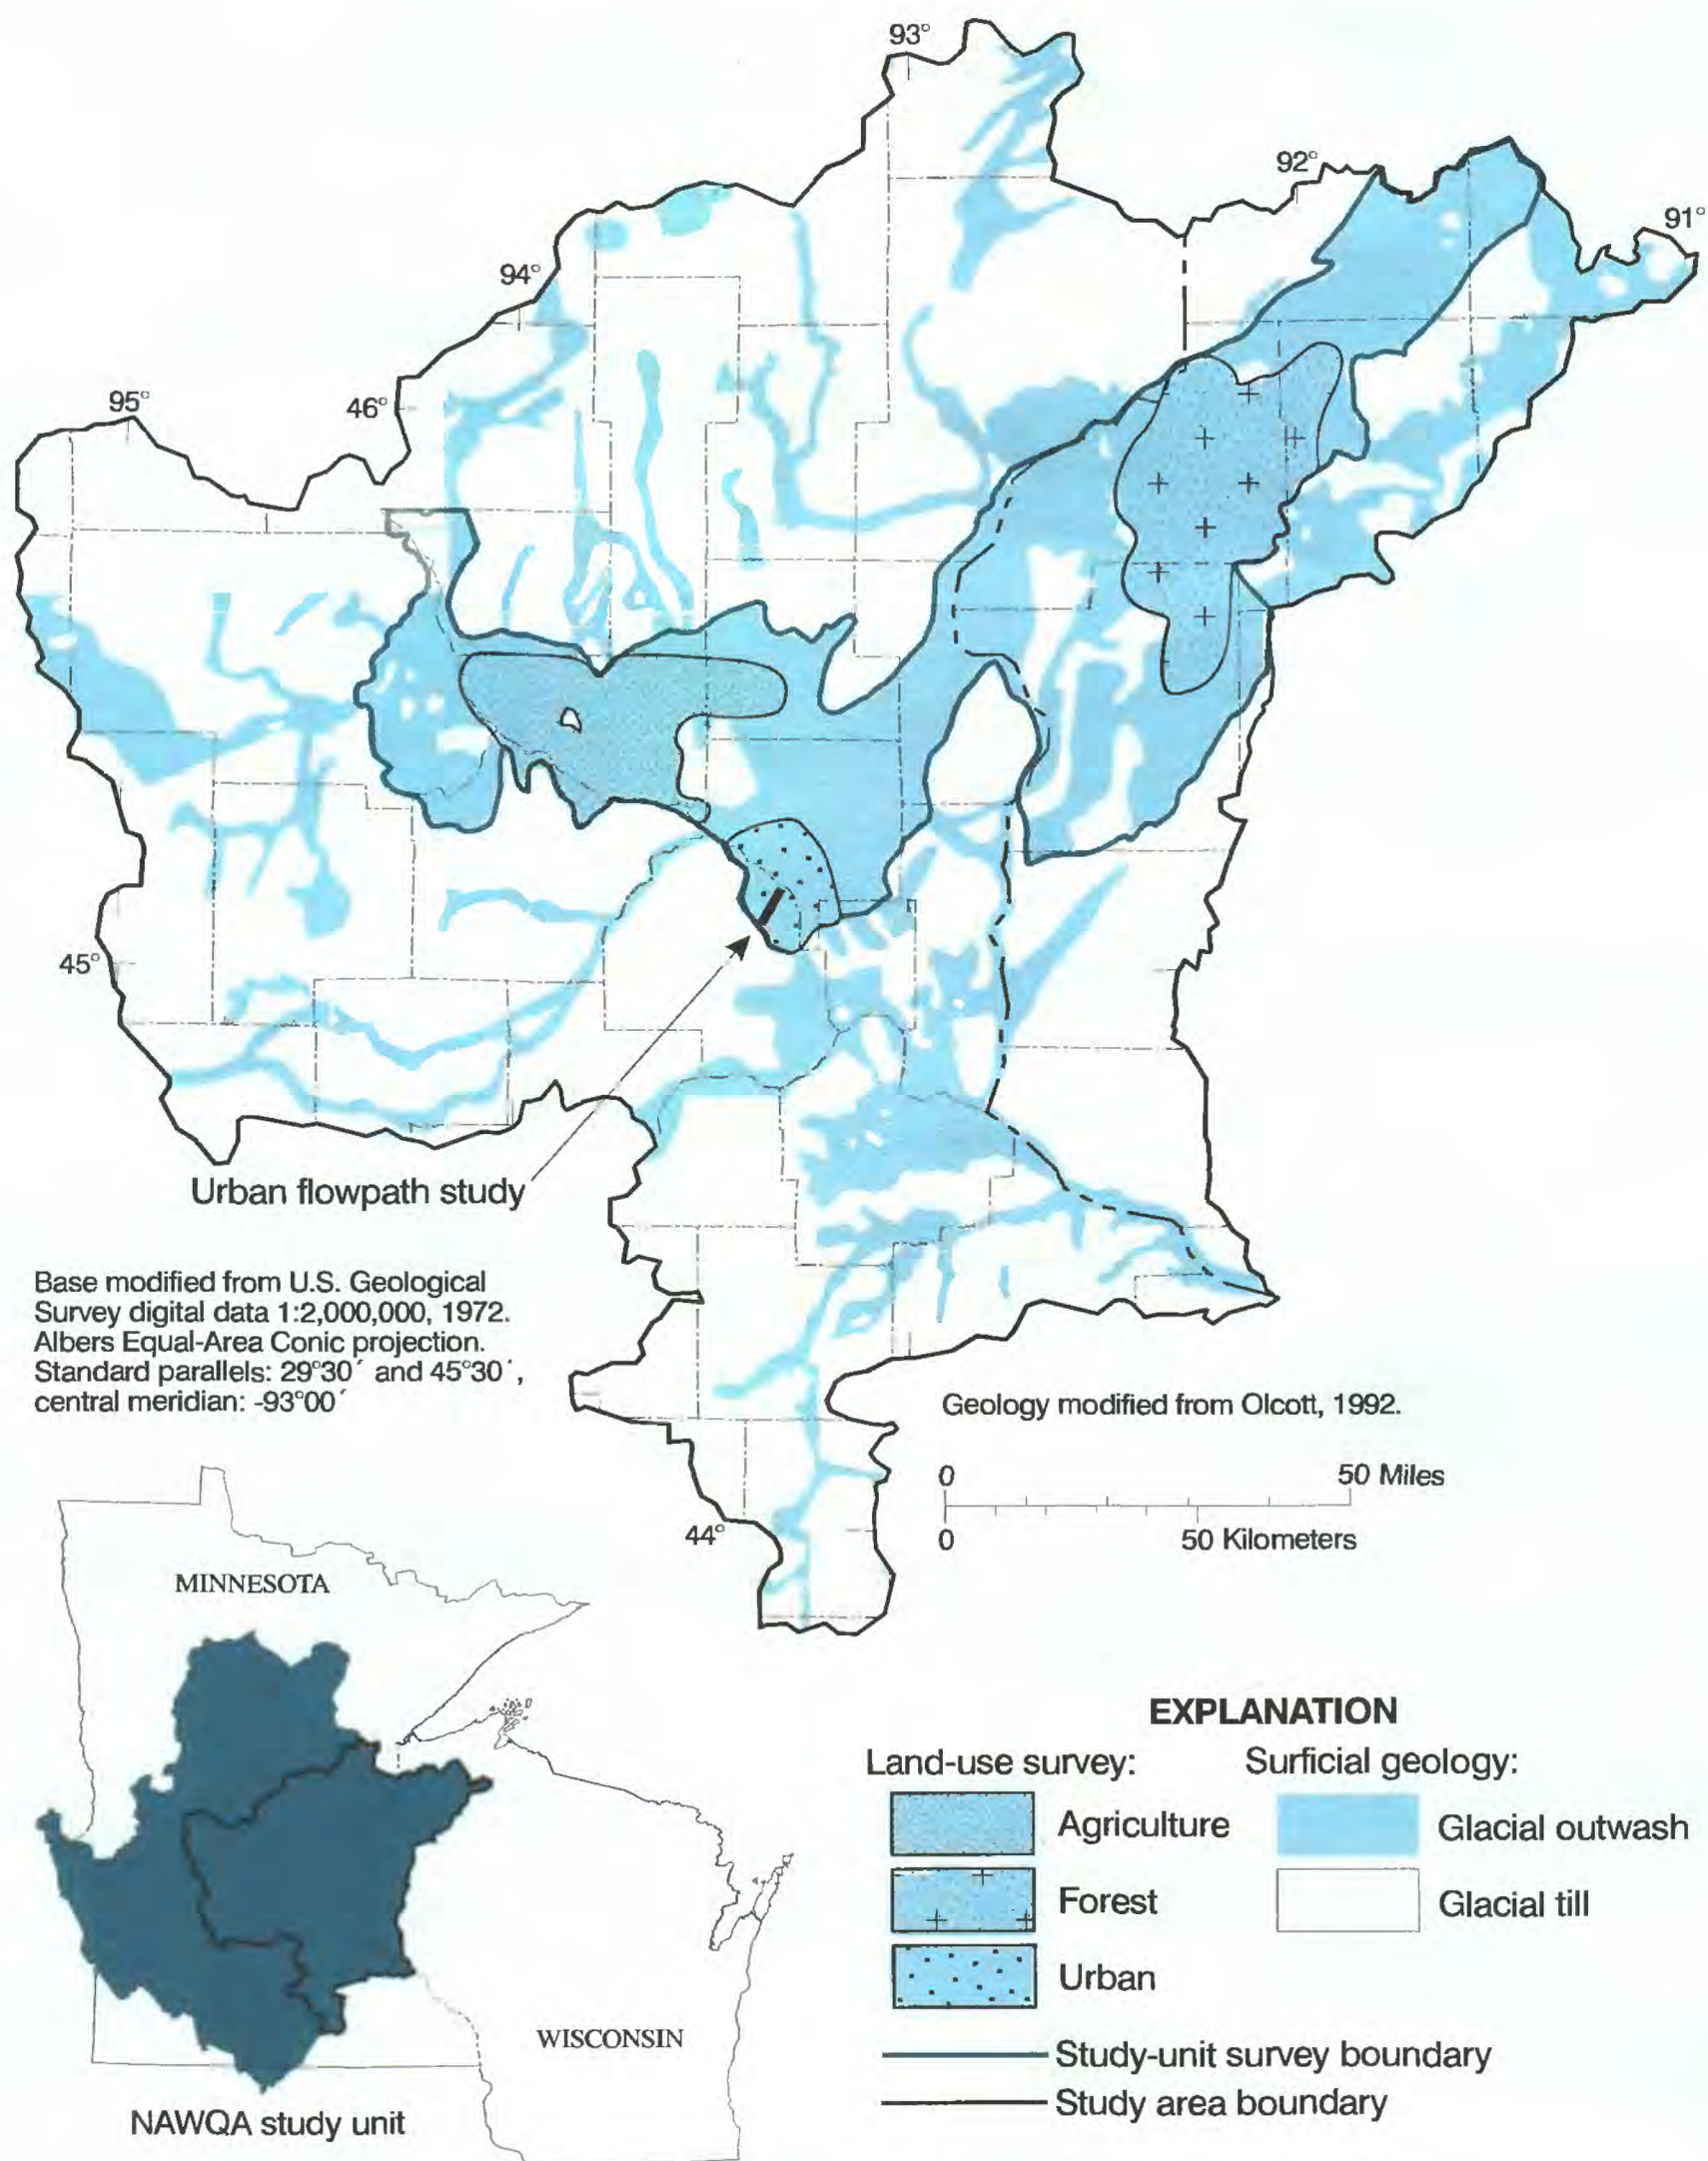 93°
92°
91°
94°
95°
46°
45°
Urban flowpath study
Base modified from U.S. Geological
Survey digital data 1:2,000,000, 1972.
Albers Equal-Area Conic projection.
Standard parallels: 29°30´ and 45°30´,
central meridian: -93°00´
Geology modified from Olcott, 1992.
0
50 Miles
0
50 Kilometers
44°
MINNESOTA
WISCONSIN
NAWQA study unit
EXPLANATION
Land-use survey:
Agriculture
Forest
Urban
Surficial geology:
Glacial outwash
Glacial till
Study-unit survey boundary
Study area boundary